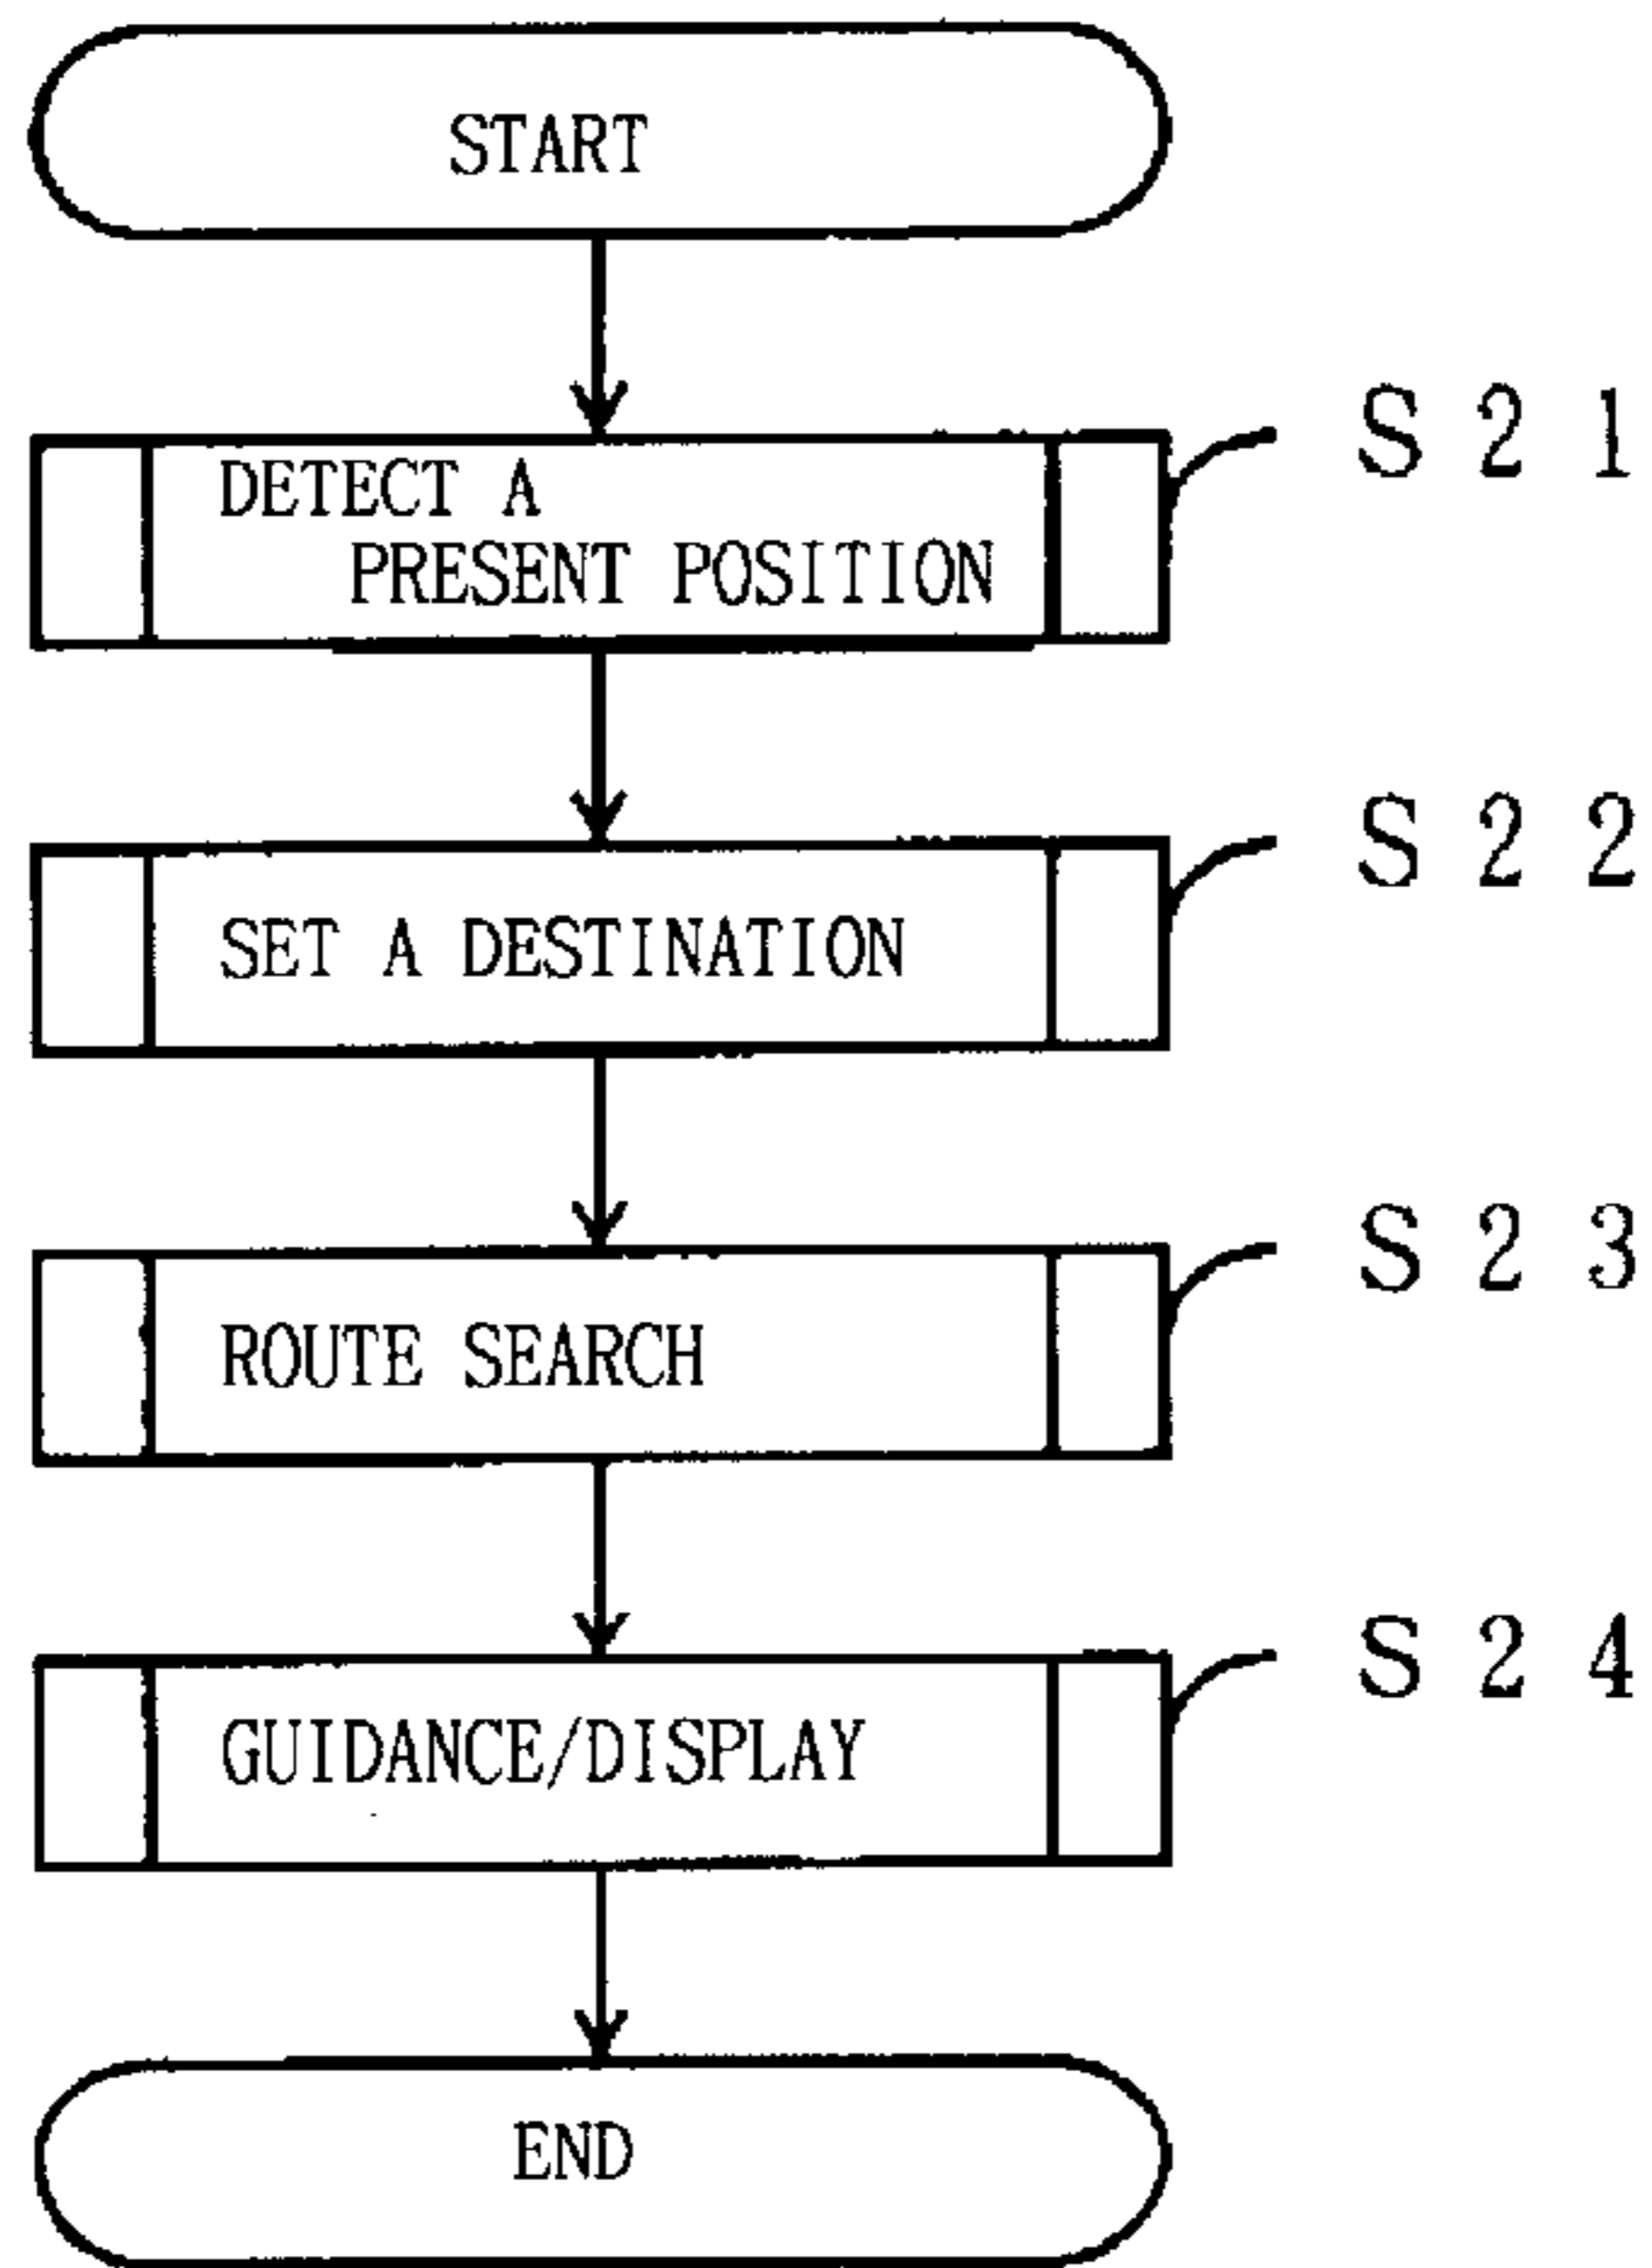 START
S21
DETECT A
PRESENT POSITION
S22
SET A DESTINATION
S23
ROUTE SEARCH
S24
GUIDANCE/DISPLAY
END